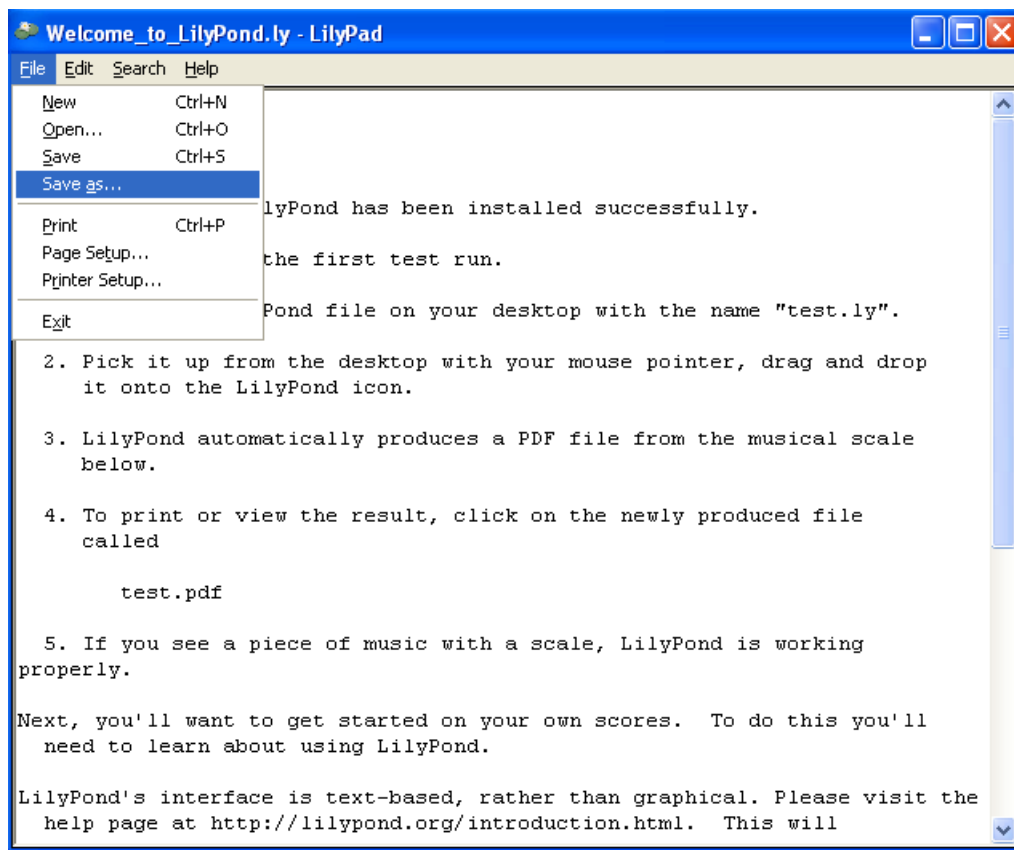 Welcome_to_LilyPond.ly - LilyPad
File Edit Search Help
New Ctrl+N
Open... Ctrl+O
Save Ctrl+S
Save as...
Print Ctrl+P
Page Setup...
Printer Setup...
Exit
lyPond has been installed successfully.
the first test run.
Pond file on your desktop with the name "test.ly".
2. Pick it up from the desktop with your mouse pointer, drag and drop
it onto the LilyPond icon.
3. LilyPond automatically produces a PDF file from the musical scale
below.
4. To print or view the result, click on the newly produced file
called
test.pdf
5. If you see a piece of music with a scale, LilyPond is working
properly.
Next, you'll want to get started on your own scores. To do this you'll
need to learn about using LilyPond.
LilyPond's interface is text-based, rather than graphical. Please visit the
help page at http://lilypond.org/introduction.html. This will